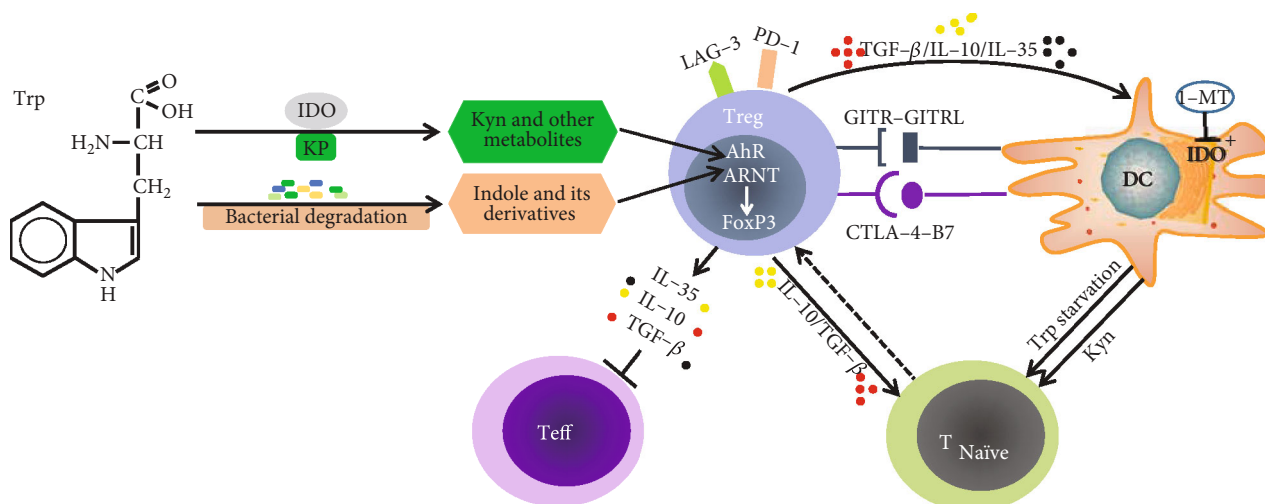 Trp
O
C
OH
H₂N
CH
CH₂
N
H
IDO
KP
Bacterial degradation
Kyn and other
metabolites
Indole and its
derivatives
LAG–3
PD–1
Treg
AhR
ARNT
FoxP3
TGF–β/IL–10/IL–35
GITR–GITRL
CTLA–4–B7
1–MT
IDO+
DC
IL–35
IL–10
TGF–β
IL–10/TGF–β
Trp starvation
Kyn
Teff
T Naïve